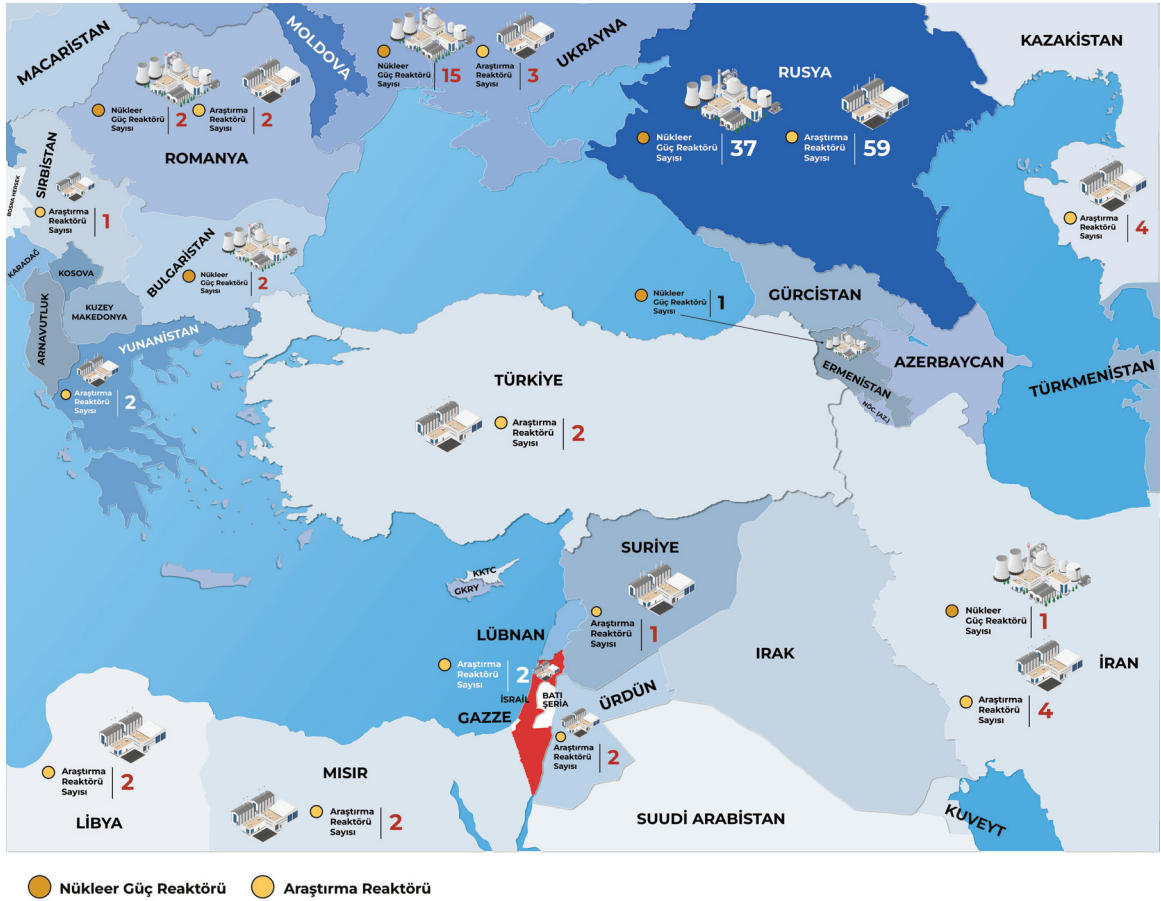 MACARİSTAN
MOLDOVA
UKRAYNA
KAZAKİSTAN
RUSYA
Nükleer
Güç Reaktörü
Sayısı
15
Araştırma
Reaktörü
Sayısı
3
Nükleer
Güç Reaktörü
Sayısı
2
Araştırma
Reaktörü
Sayısı
2
ROMANYA
Nükleer
Güç Reaktörü
Sayısı
37
Araştırma
Reaktörü
Sayısı
59
SIRBİSTAN
BOSNA HERSEK
Araştırma
Reaktörü
Sayısı
1
Araştırma
Reaktörü
Sayısı
4
KARADAĞ
KOSOVA
BULGARİSTAN
Nükleer
Güç Reaktörü
Sayısı
2
ARNAVUTLUK
KUZEY
MAKEDONYA
YUNANİSTAN
Araştırma
Reaktörü
Sayısı
2
Nükleer
Güç Reaktörü
Sayısı
1
GÜRCİSTAN
AZERBAYCAN
ERMENİSTAN
NÖC (AZ.)
TÜRKMENİSTAN
TÜRKİYE
Araştırma
Reaktörü
Sayısı
2
KKTC
GKRY
SURİYE
Araştırma
Reaktörü
Sayısı
1
LÜBNAN
Araştırma
Reaktörü
Sayısı
2
İSRAİL
BATI
ŞERİA
GAZZE
ÜRDÜN
Araştırma
Reaktörü
Sayısı
2
IRAK
Nükleer
Güç Reaktörü
Sayısı
1
İRAN
Araştırma
Reaktörü
Sayısı
4
Araştırma
Reaktörü
Sayısı
2
LİBYA
MISIR
Araştırma
Reaktörü
Sayısı
2
SUUDİ ARABİSTAN
KUVEYT
Nükleer Güç Reaktörü
Araştırma Reaktörü